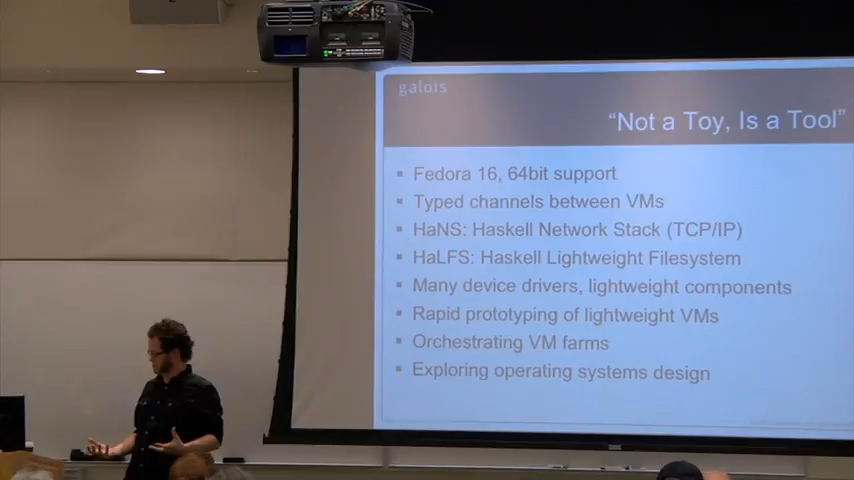 galois
“Not a Toy, Is a Tool”
Fedora 16, 64bit support
Typed channels between VMs
HaNS: Haskell Network Stack (TCP/IP)
HaLFS: Haskell Lightweight Filesystem
Many device drivers, lightweight components
Rapid prototyping of lightweight VMs
Orchestrating VM farms
Exploring operating systems design